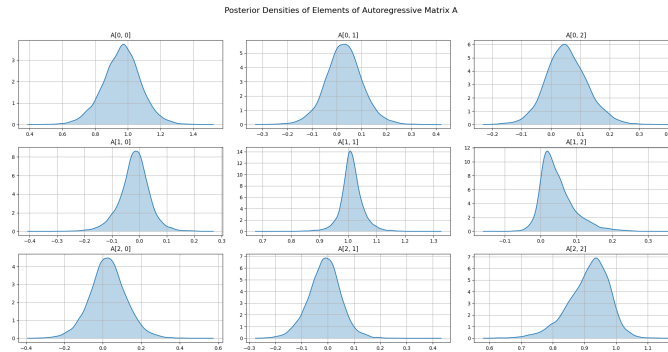 Posterior Densities of Elements of Autoregressive Matrix A
A[0, 0] A[0, 1] A[0, 2]
3 2 1 0
0.4 0.6 0.8 1.0 1.2 1.4
5 4 3 2 1 0
−0.3 −0.2 −0.1 0.0 0.1 0.2 0.3 0.4
6 5 4 3 2 1 0
−0.2 −0.1 0.0 0.1 0.2 0.3
A[1, 0] A[1, 1] A[1, 2]
8 6 4 2 0
−0.4 −0.3 −0.2 −0.1 0.0 0.1 0.2 0.3
14 12 10 8 6 4 2 0
0.7 0.8 0.9 1.0 1.1 1.2 1.3
12 10 8 6 4 2 0
−0.1 0.0 0.1 0.2 0.3
A[2, 0] A[2, 1] A[2, 2]
4 3 2 1 0
−0.4 −0.2 0.0 0.2 0.4 0.6
7 6 5 4 3 2 1 0
−0.3 −0.2 −0.1 0.0 0.1 0.2 0.3 0.4
7 6 5 4 3 2 1 0
0.6 0.7 0.8 0.9 1.0 1.1